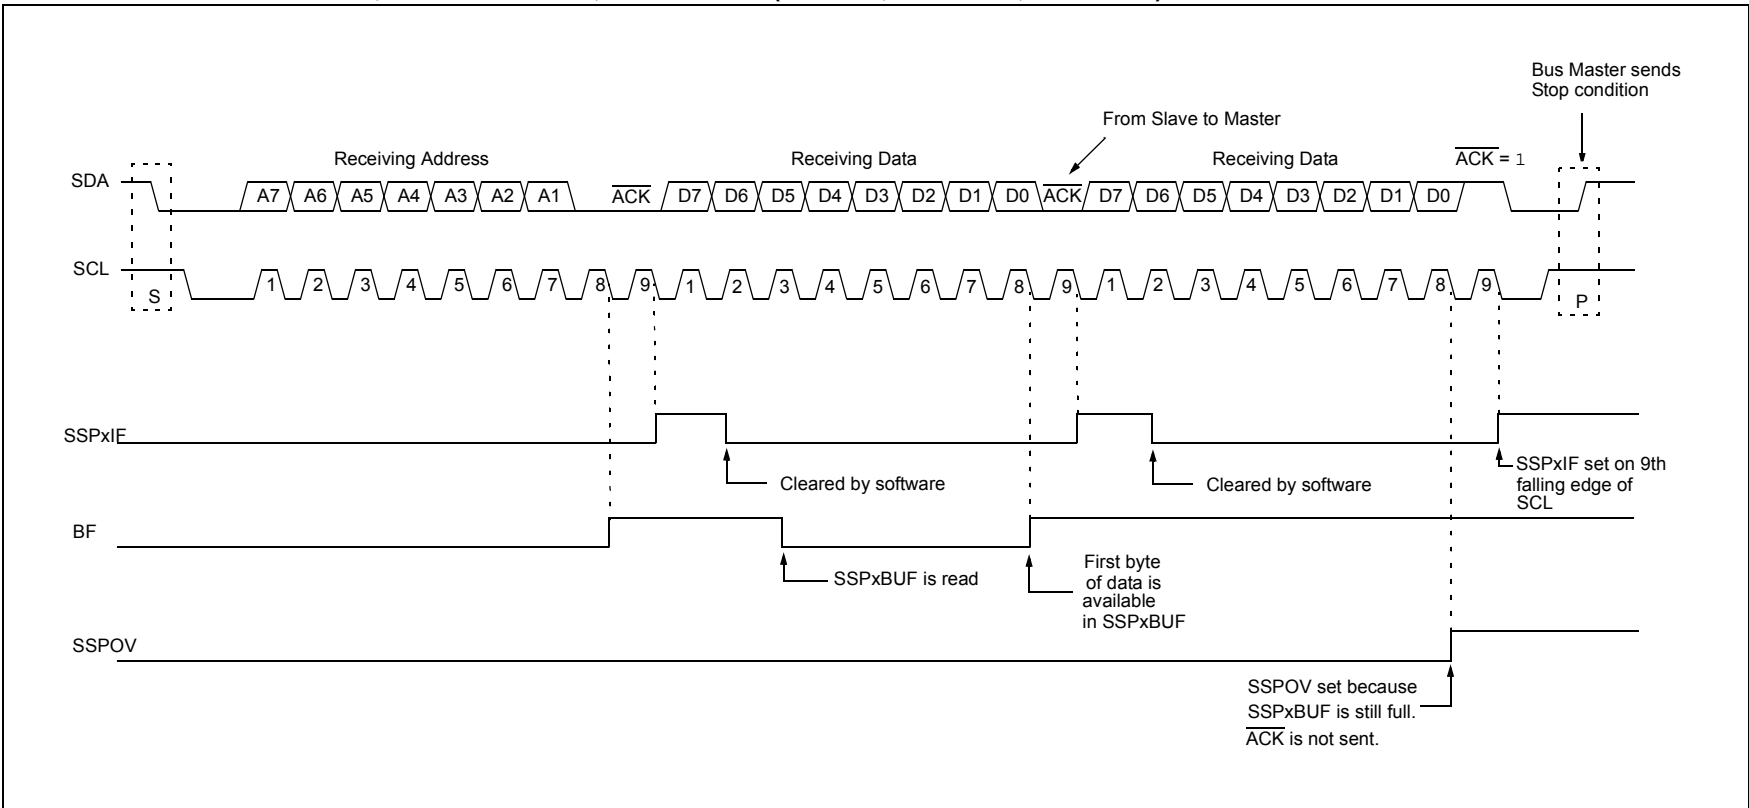 Bus Master sends
Stop condition
From Slave to Master
Receiving Address
Receiving Data
Receiving Data
ACK = 1
SDA
A7 A6 A5 A4 A3 A2 A1 ACK D7 D6 D5 D4 D3 D2 D1 D0 ACK D7 D6 D5 D4 D3 D2 D1 D0
SCL
S 1 2 3 4 5 6 7 8 9 1 2 3 4 5 6 7 8 9 1 2 3 4 5 6 7 8 9 P
SSPxIF
Cleared by software
Cleared by software
SSPxIF set on 9th
falling edge of
SCL
BF
SSPxBUF is read
First byte
of data is
available
in SSPxBUF
SSPOV
SSPOV set because
SSPxBUF is still full.
ACK is not sent.